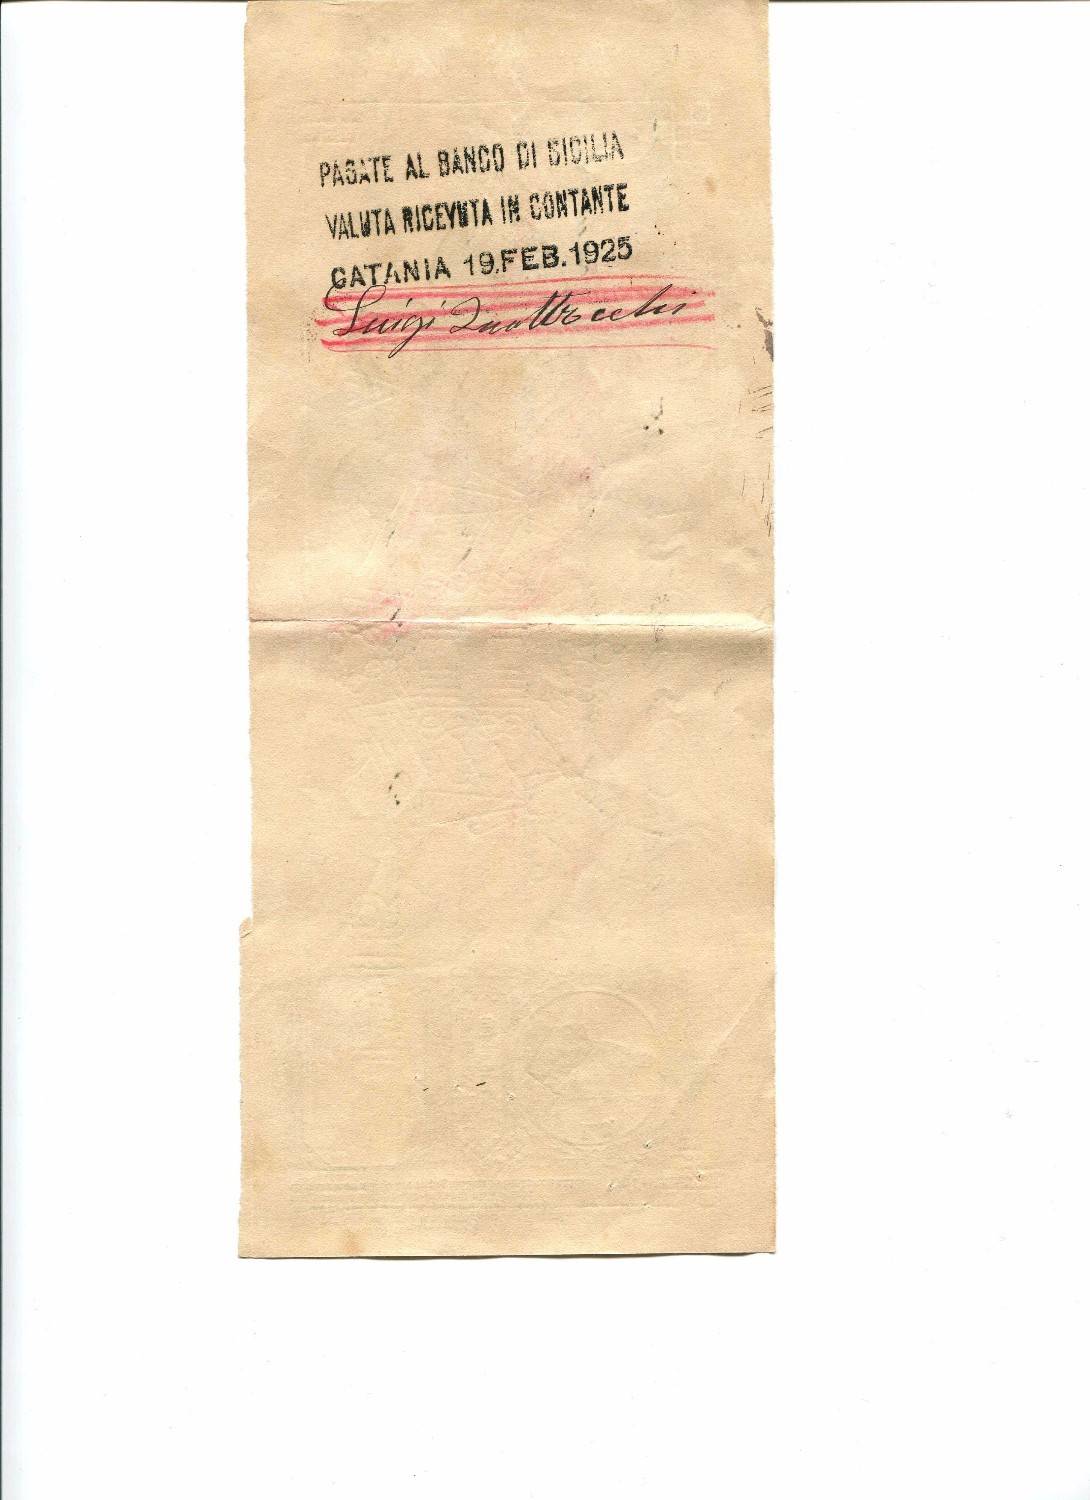 PAGATE AL BANCO DI SICILIA
VALUTA RICEVUTA IN CONTANTE
CATANIA 19.FEB.1925
Luigi Quattrocchi